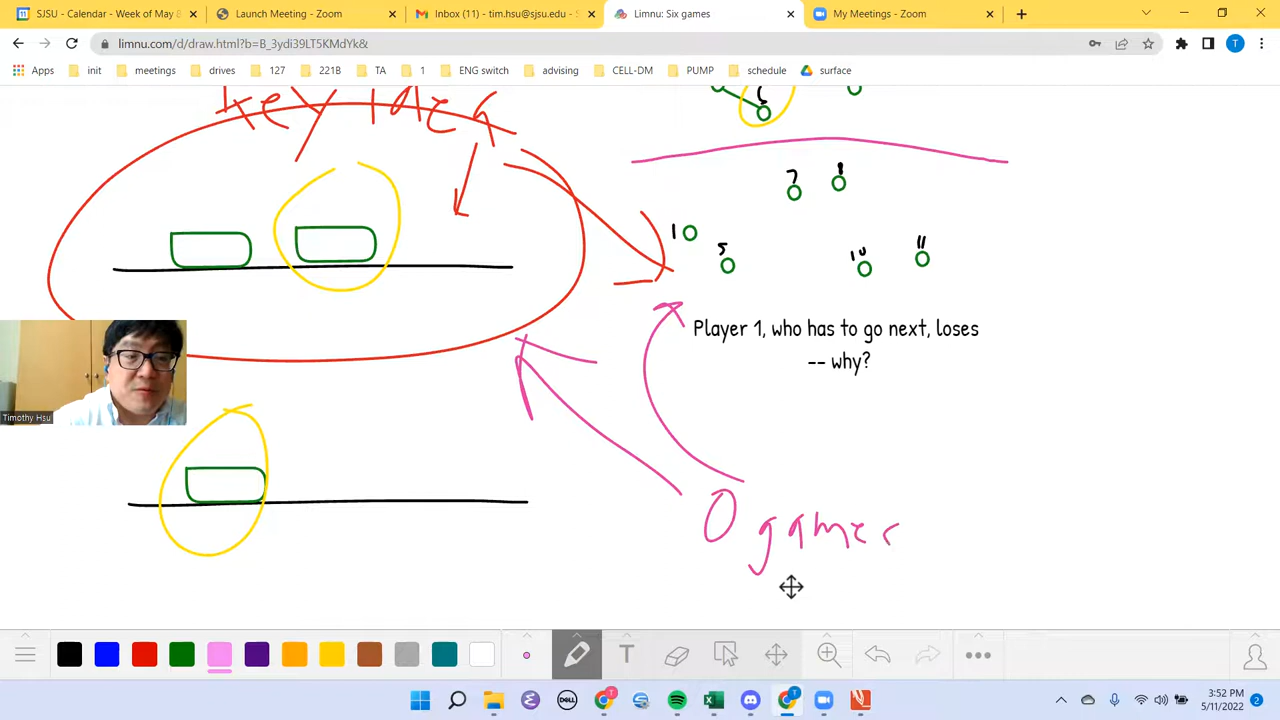 SJSU - Calendar - Week of May 8
Launch Meeting - Zoom
Inbox (11) - tim.hsu@sjsu.edu - S
Limnu: Six games
My Meetings - Zoom
limnu.com/d/draw.html?b=B_3ydi39LT5KMdYk&
Apps
init
meetings
drives
127
221B
TA
1
ENG switch
advising
CELL-DM
PUMP
schedule
surface
key idea
6
7
8
1
5
10
11
Player 1, who has to go next, loses
-- why?
Timothy Hsu
0 games
T
3:52 PM
5/11/2022
2